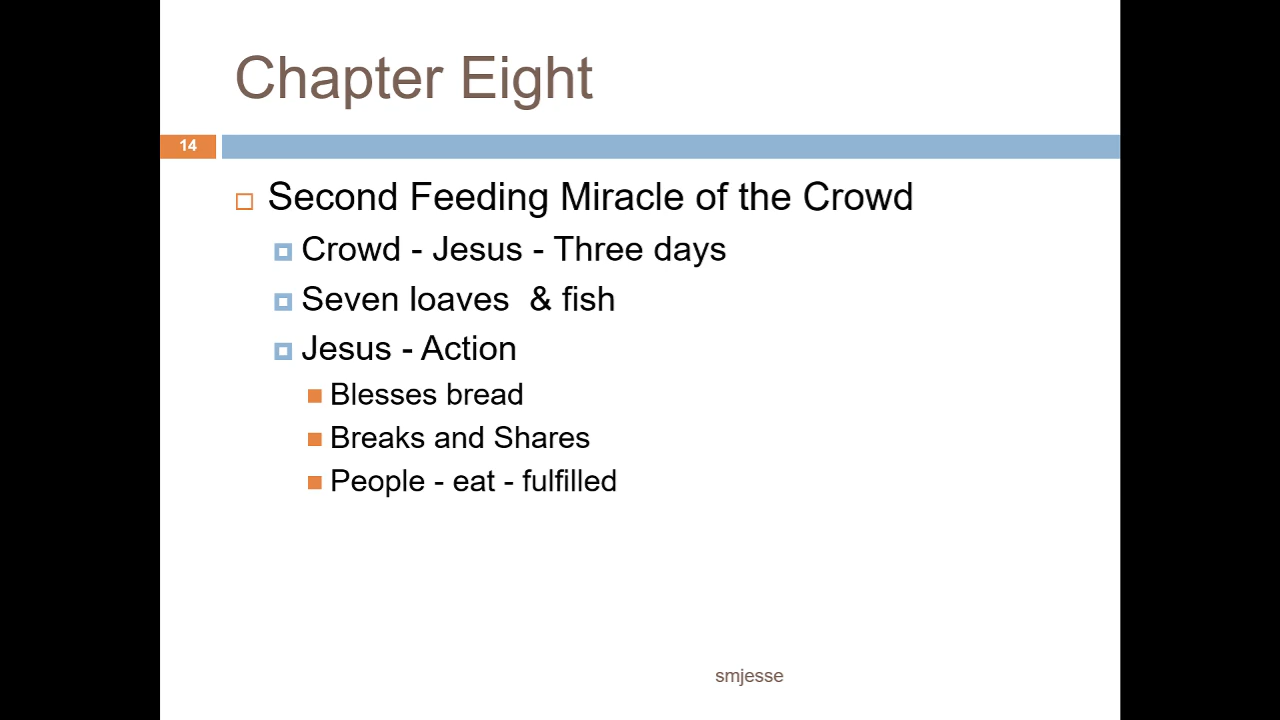 Chapter Eight
14
Second Feeding Miracle of the Crowd
Crowd - Jesus - Three days
Seven loaves  & fish
Jesus - Action
Blesses bread
Breaks and Shares
People - eat - fulfilled
smjesse